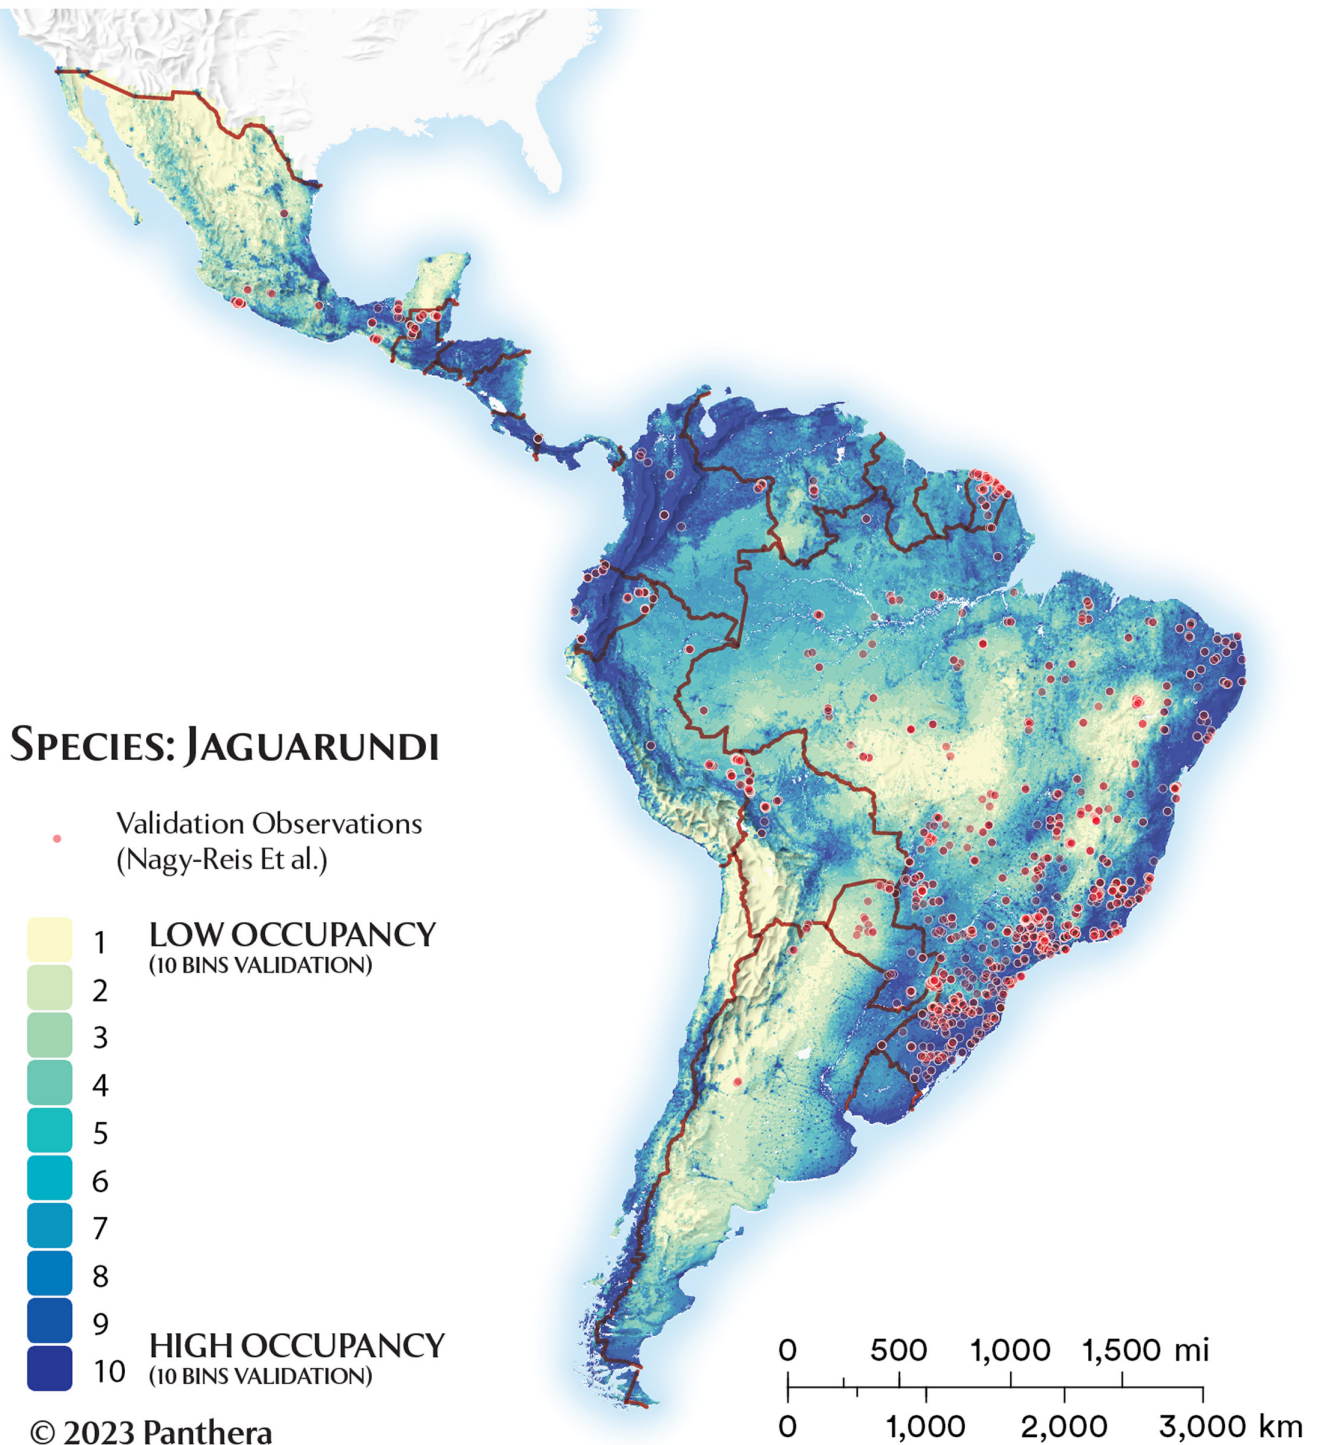 SPECIES: JAGUARUNDI
Validation Observations
(Nagy-Reis Et al.)
1
LOW OCCUPANCY
(10 BINS VALIDATION)
2
3
4
5
6
7
8
9
HIGH OCCUPANCY
10
(10 BINS VALIDATION)
© 2023 Panthera
0 500 1,000 1,500 mi
0 1,000 2,000 3,000 km